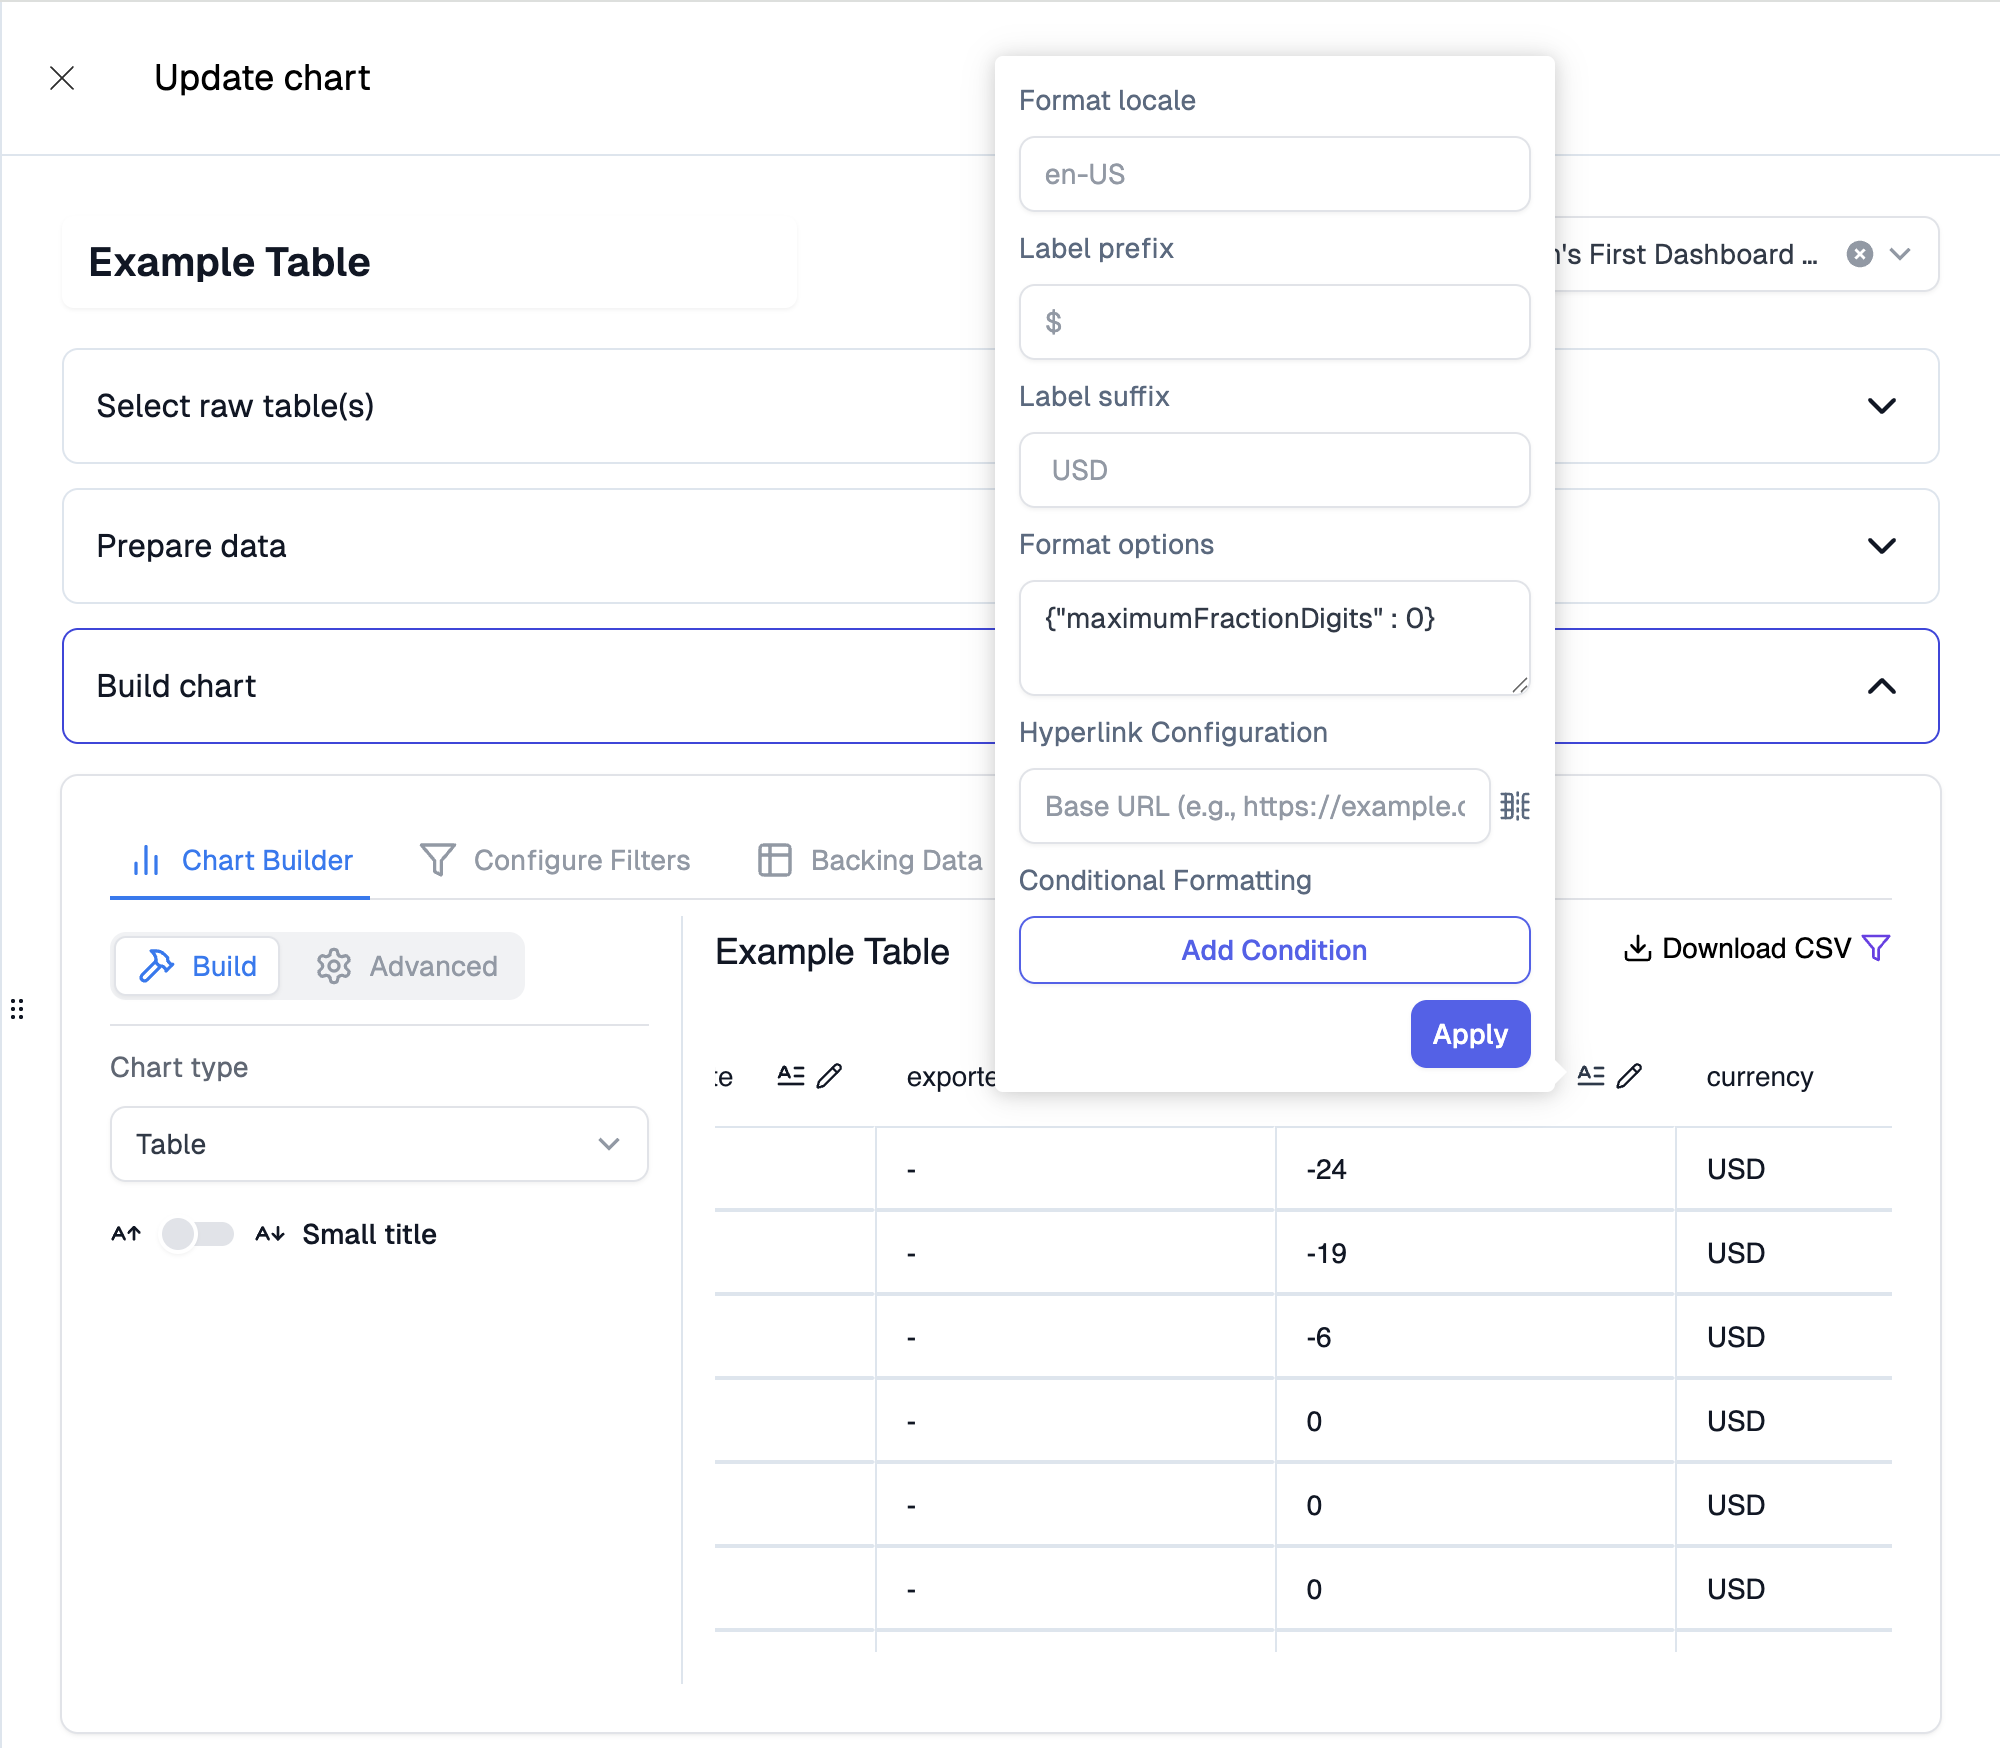 Update chart
Format locale
en-US
Example Table
's First Dashboard ...
Label prefix
$
Select raw table(s)
Label suffix
USD
Prepare data
Format options
{"maximumFractionDigits" : 0}
Build chart
Hyperlink Configuration
Base URL (e.g., https://example.c
Chart Builder
Configure Filters
Backing Data
Conditional Formatting
Add Condition
Build
Advanced
Example Table
Download CSV
Apply
Chart type
te
exporte
currency
Table
Small title
- -24 USD
- -19 USD
- -6 USD
- 0 USD
- 0 USD
- 0 USD